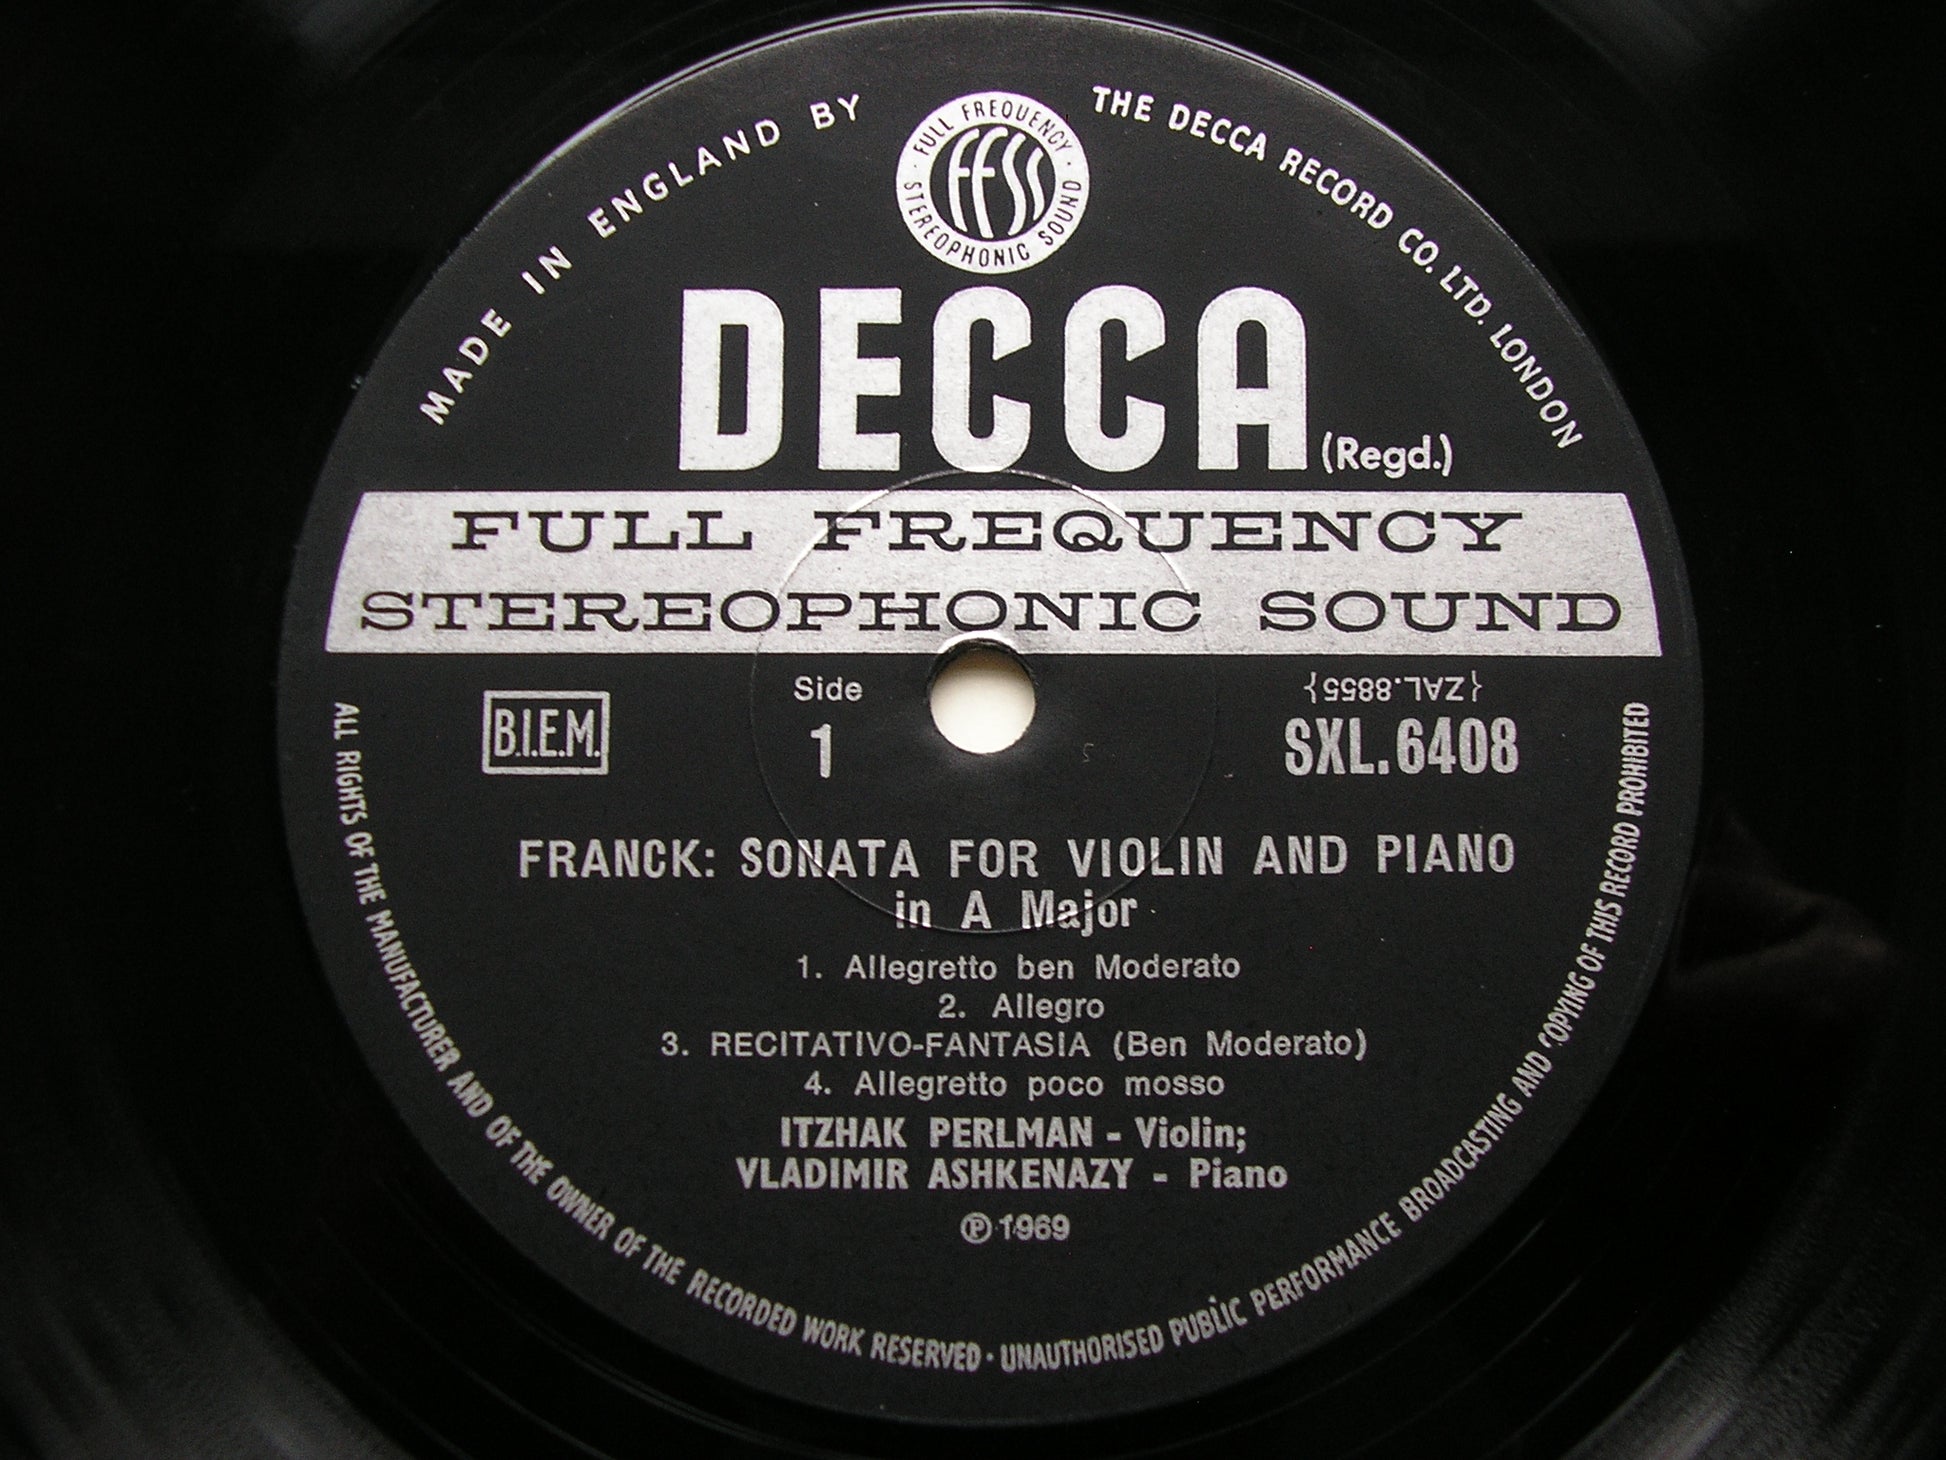 MADE IN ENGLAND BY
THE DECCA RECORD CO. LTD. LONDON
FULL FREQUENCY
FFSS
STEREOPHONIC SOUND
DECCA (Regd.)
FULL FREQUENCY
STEREOPHONIC SOUND
B.I.E.M.
Side
1
{ZAL.8855}
SXL.6408
FRANCK: SONATA FOR VIOLIN AND PIANO
in A Major
1. Allegretto ben Moderato
2. Allegro
3. RECITATIVO-FANTASIA (Ben Moderato)
4. Allegretto poco mosso
ITZHAK PERLMAN - Violin;
VLADIMIR ASHKENAZY - Piano
℗ 1969
ALL RIGHTS OF THE MANUFACTURER AND OF THE OWNER OF THE RECORDED WORK RESERVED · UNAUTHORISED PUBLIC PERFORMANCE BROADCASTING AND COPYING OF THIS RECORD PROHIBITED